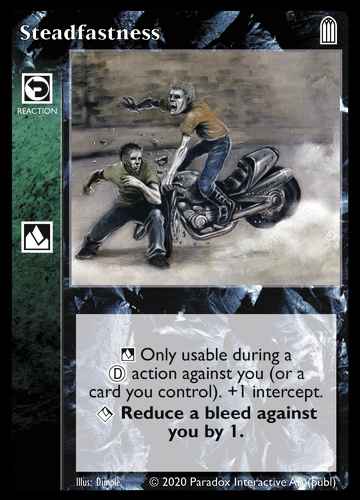 Steadfastness
REACTION
Only usable during a
D action against you (or a
card you control). +1 intercept.
Reduce a bleed against
you by 1.
Illus: Dimple © 2020 Paradox Interactive AB (publ)